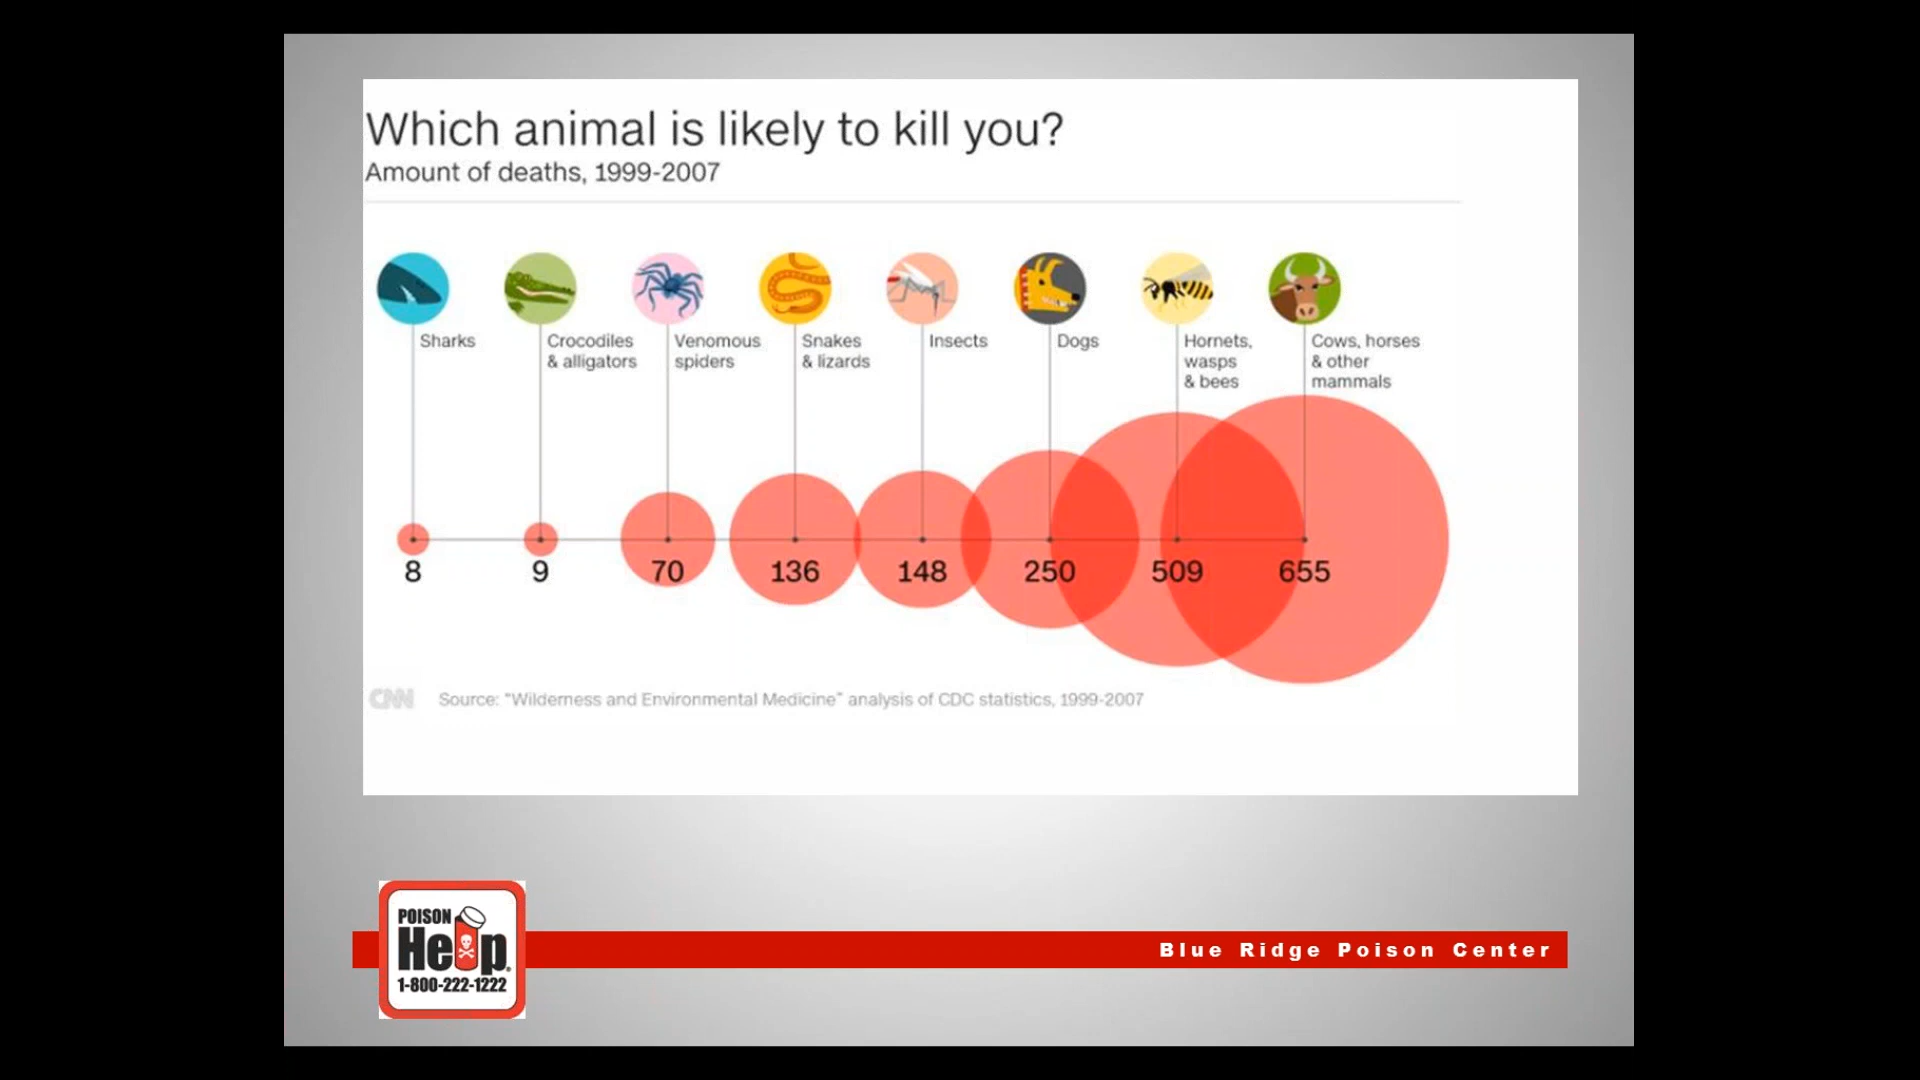 Which animal is likely to kill you?
Amount of deaths, 1999-2007
Sharks
Crocodiles
& alligators
Venomous
spiders
Snakes
& lizards
Insects
Dogs
Hornets,
wasps
& bees
Cows, horses
& other
mammals
8
9
70
136
148
250
509
655
CNN
Source: "Wilderness and Environmental Medicine" analysis of CDC statistics, 1999-2007
POISON
Help®
1-800-222-1222
Blue Ridge Poison Center